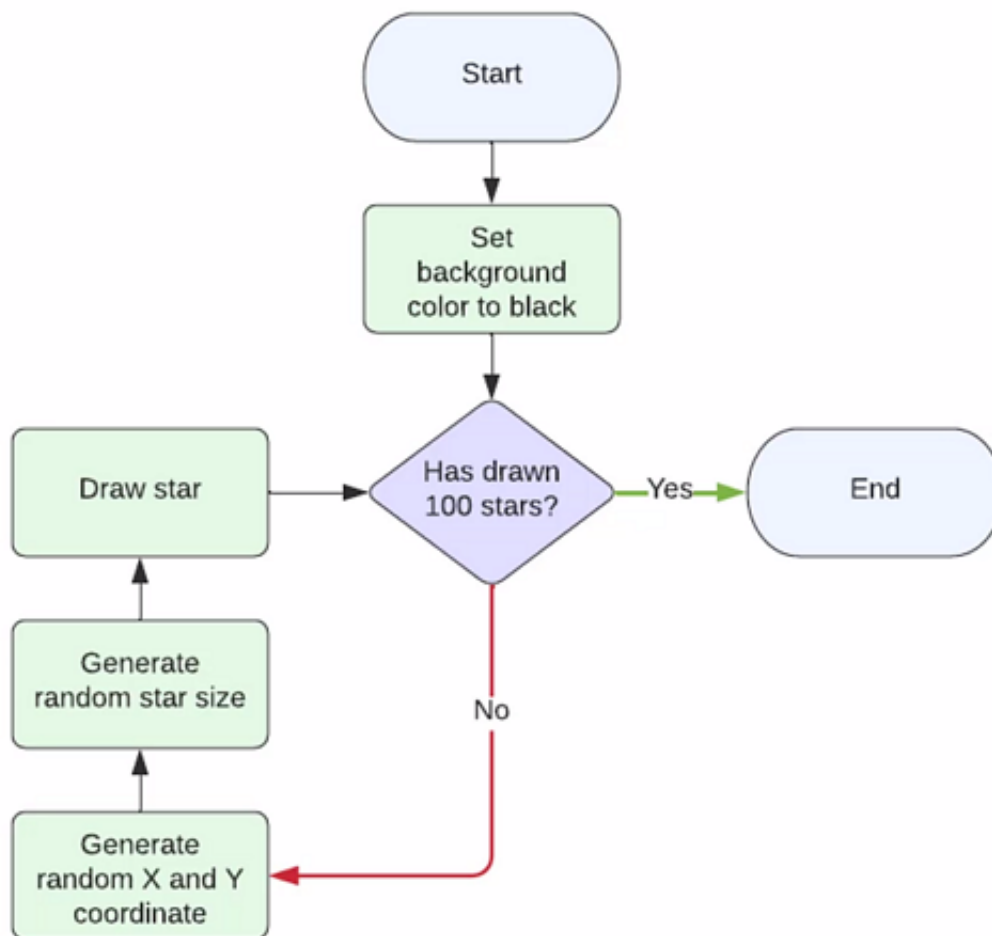 Start
Set
background
color to black
Has drawn
100 stars?
Yes
End
No
Generate
random X and Y
coordinate
Generate
random star size
Draw star